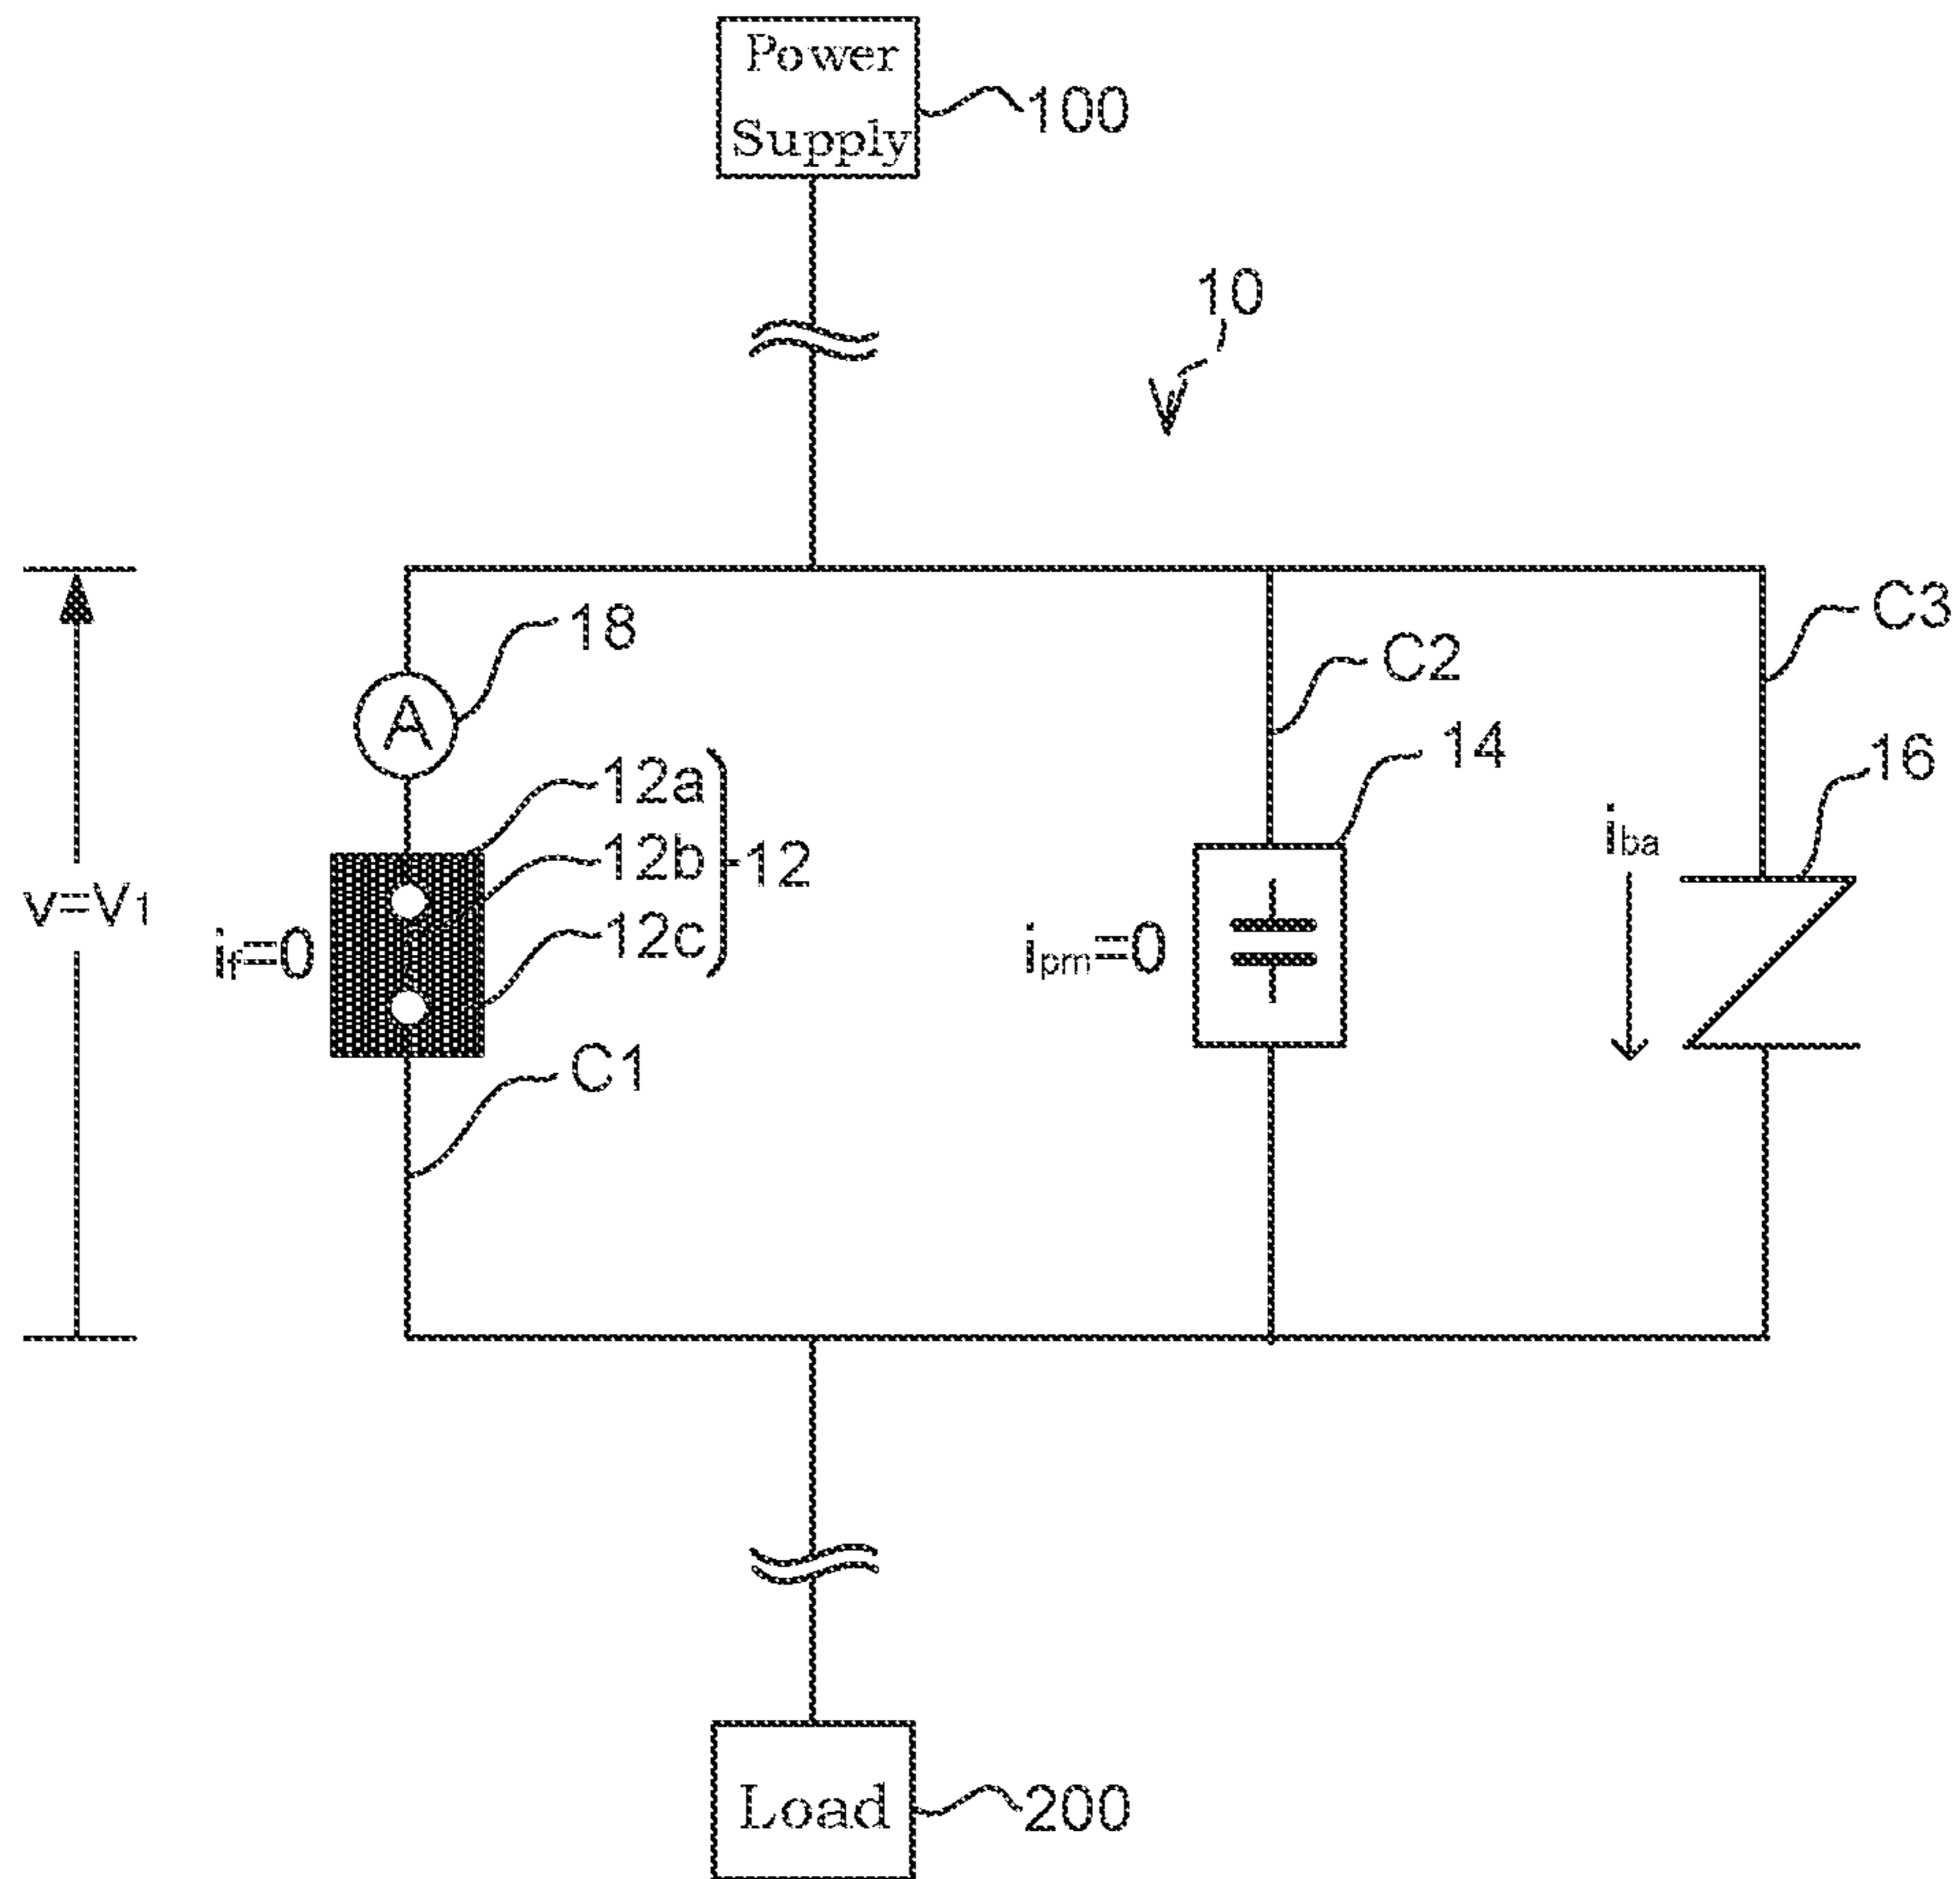 Power
Supply
100
10
C3
18
C2
14
16
12a
12b
12
12c
iba
v=V1
if=0
ipm=0
A
C1
Load
200